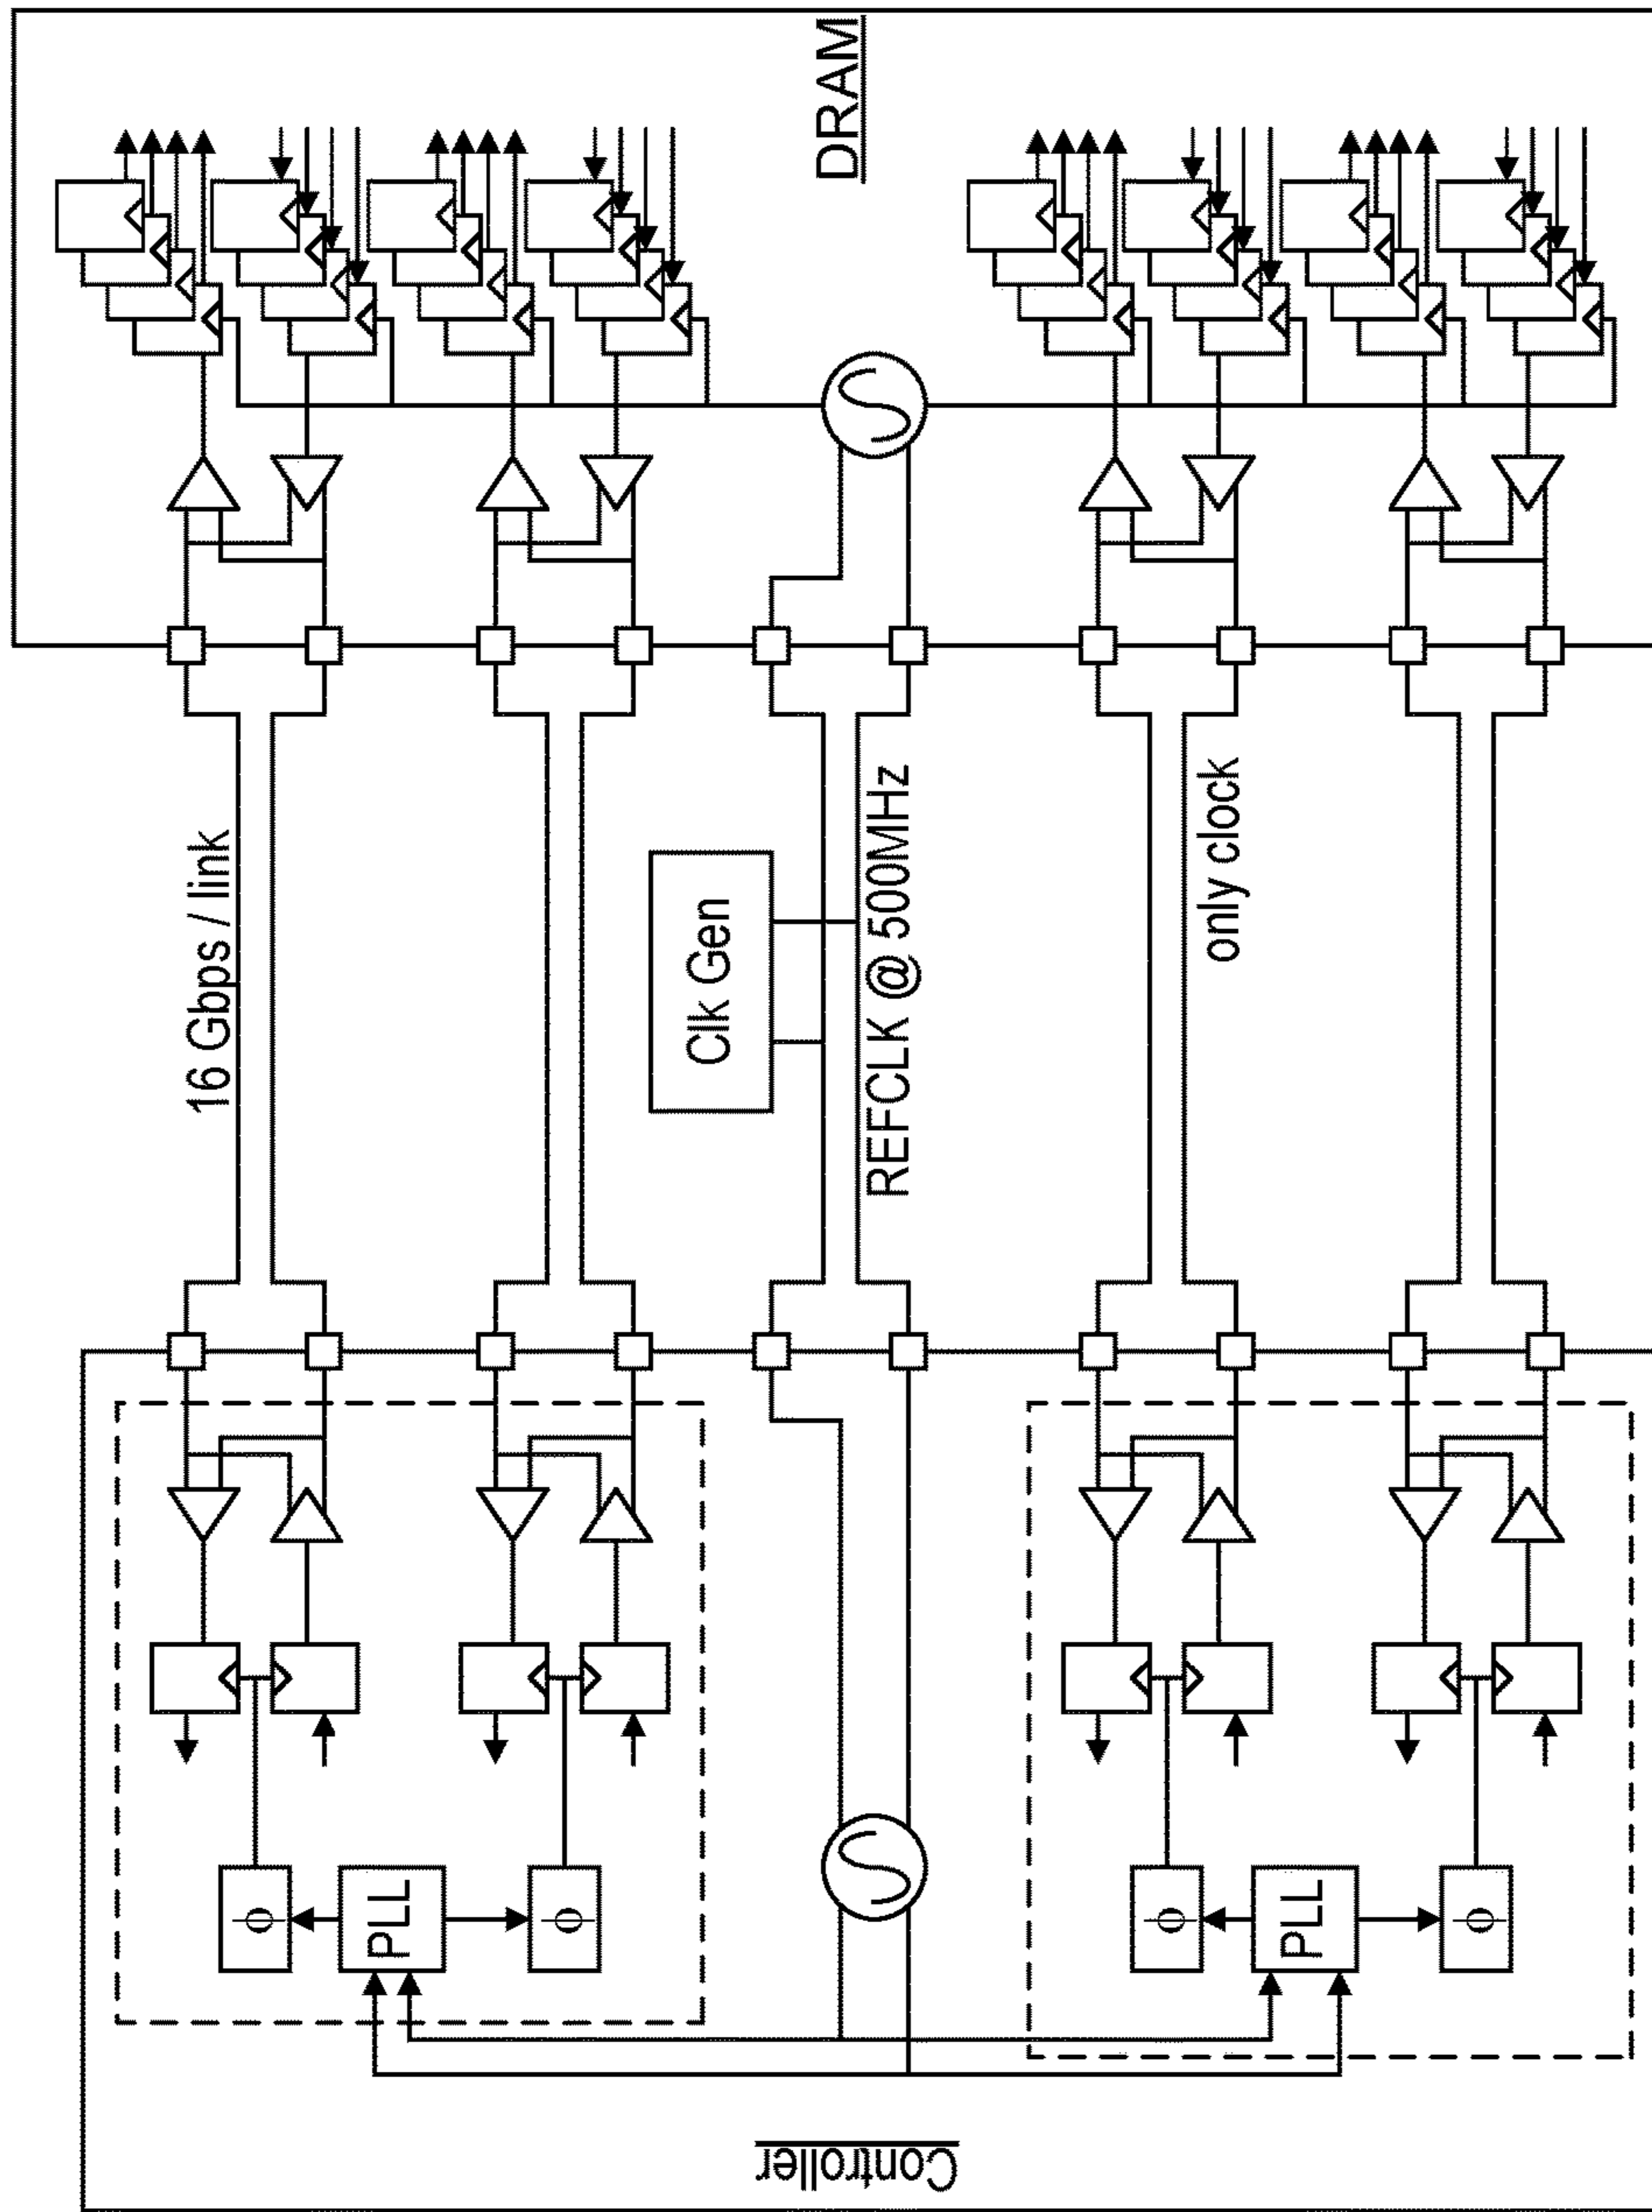 DRAM
16 Gbps / link
Clk Gen
REFCLK @ 500MHz
only clock
ϕ
PLL
ϕ
ϕ
PLL
ϕ
Controller